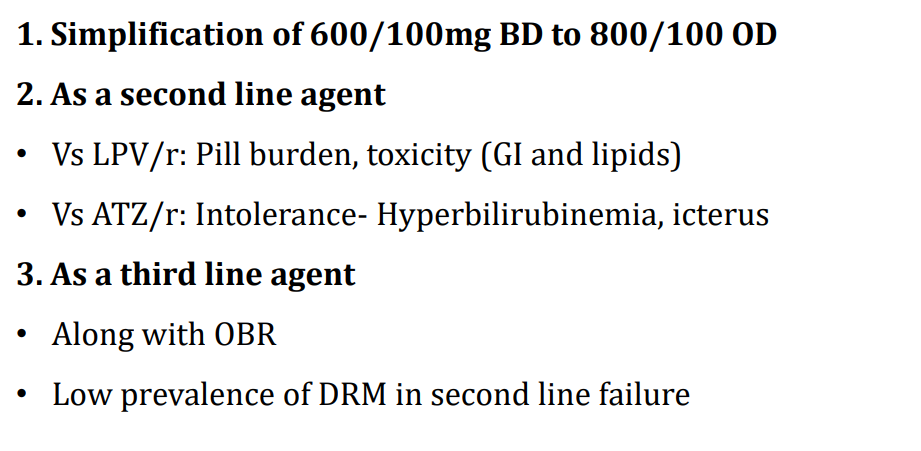 1. Simplification of 600/100mg BD to 800/100 OD
2. As a second line agent
• Vs LPV/r: Pill burden, toxicity (GI and lipids)
• Vs ATZ/r: Intolerance- Hyperbilirubinemia, icterus
3. As a third line agent
• Along with OBR
• Low prevalence of DRM in second line failure